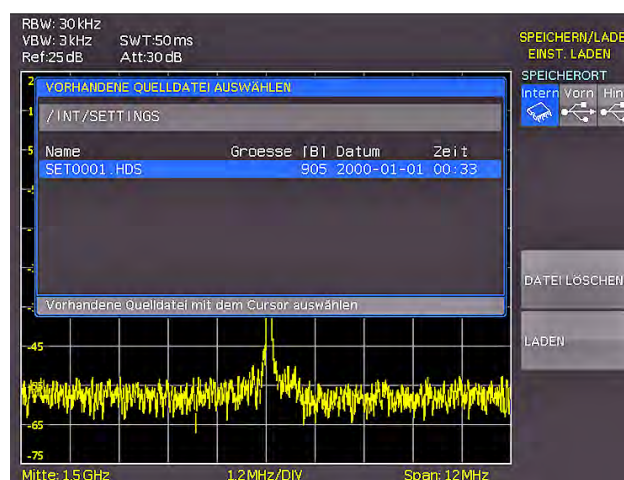 RBW: 30 kHz
VBW: 3 kHz SWT: 50 ms
Ref: 25 dB Att: 30 dB
SPEICHERN/LADE
EINST. LADEN
SPEICHERORT
Intern Vorn Hin
VORHANDENE QUELLDATEI AUSWÄHLEN
/INT/SETTINGS
Name Groesse [B] Datum Zeit
SET0001.HDS 905 2000-01-01 00:33
Vorhandene Quelldatei mit dem Cursor auswählen
DATEI LÖSCHEN
LADEN
-45
-65
-75
Mitte: 1.5 GHz 1.2 MHz/DIV Span: 12 MHz